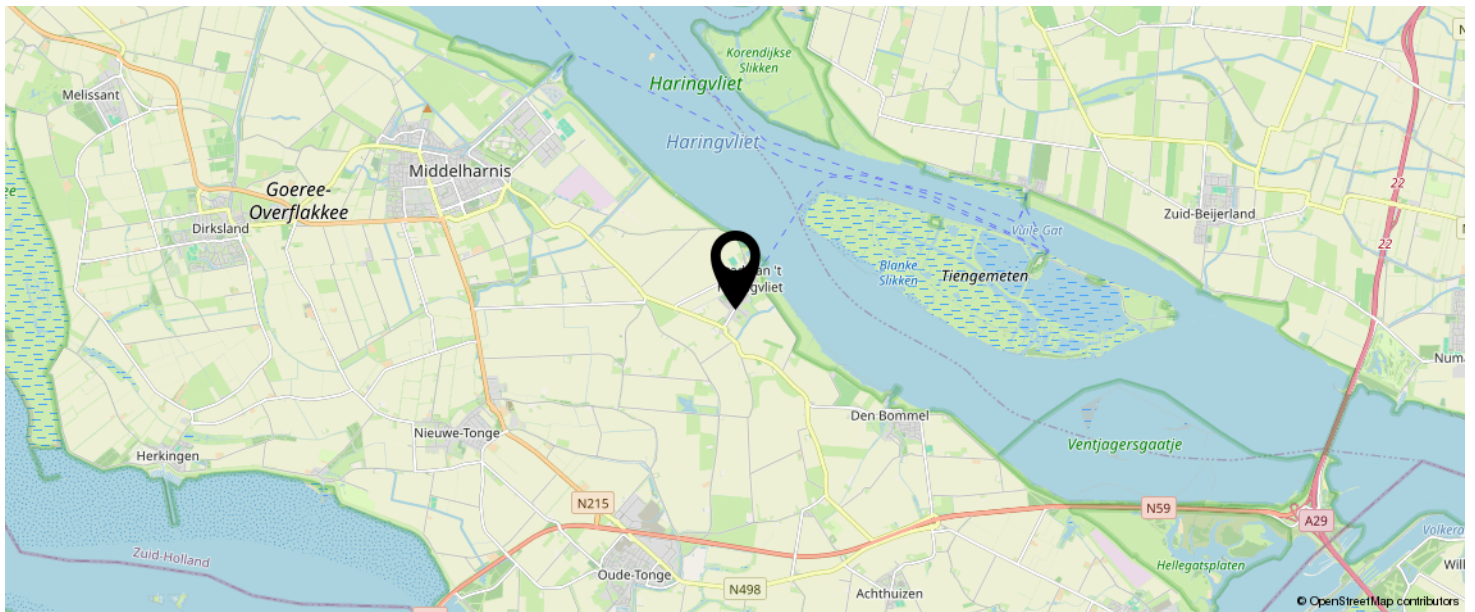 Korendijkse
Slikken
Haringvliet
Melissant
Haringvliet
Middelharnis
22
Goeree-
Overflakkee
Zuid-Beijerland
Dirksland
Vuile Gat
22
an 't
Blanke
Slikken
Tiengemeten
Den Bommel
Nieuwe-Tonge
Ventjagersgaatje
Herkingen
N215
N59
A29
Zuid-Holland
Hellegatsplaten
Oude-Tonge
N498
Achthuizen
© OpenStreetMap contributors